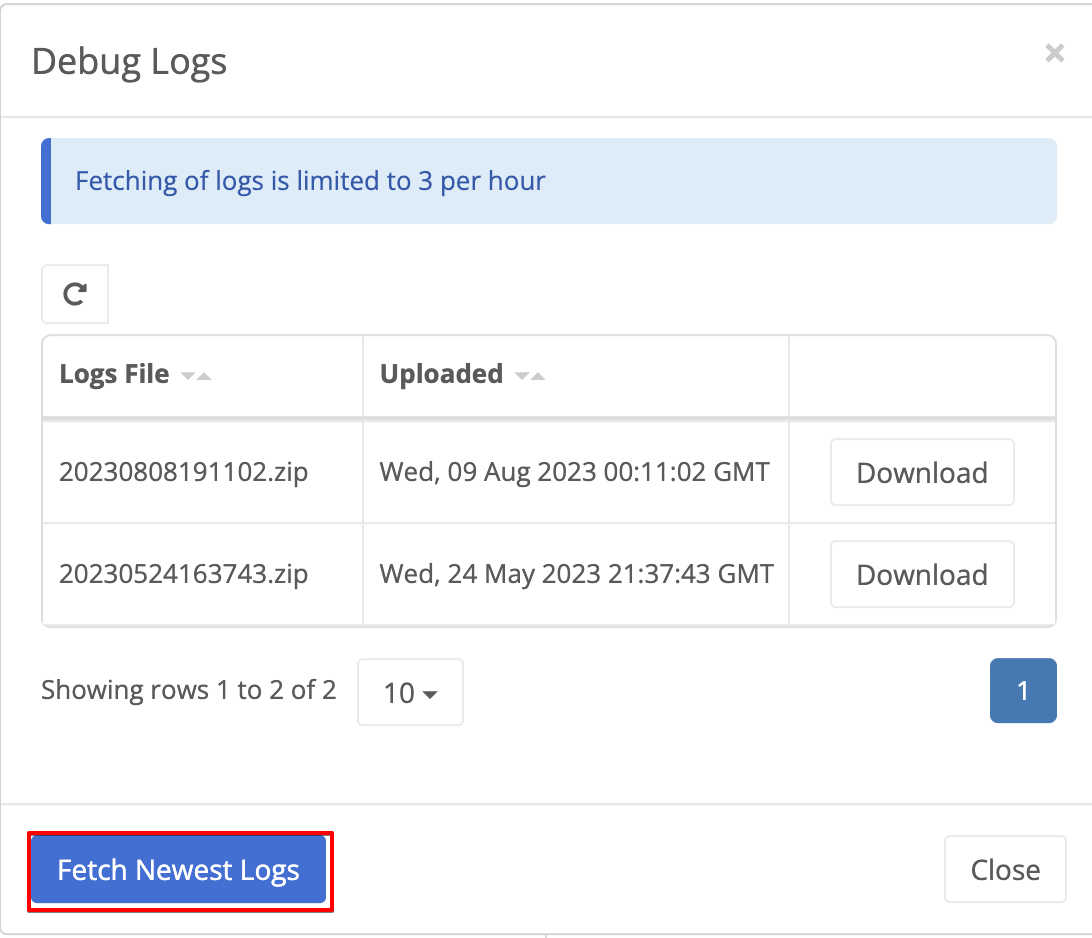 Debug Logs
×
Fetching of logs is limited to 3 per hour
Logs File Uploaded
20230808191102.zip Wed, 09 Aug 2023 00:11:02 GMT Download
20230524163743.zip Wed, 24 May 2023 21:37:43 GMT Download
Showing rows 1 to 2 of 2 10 1
Fetch Newest Logs Close